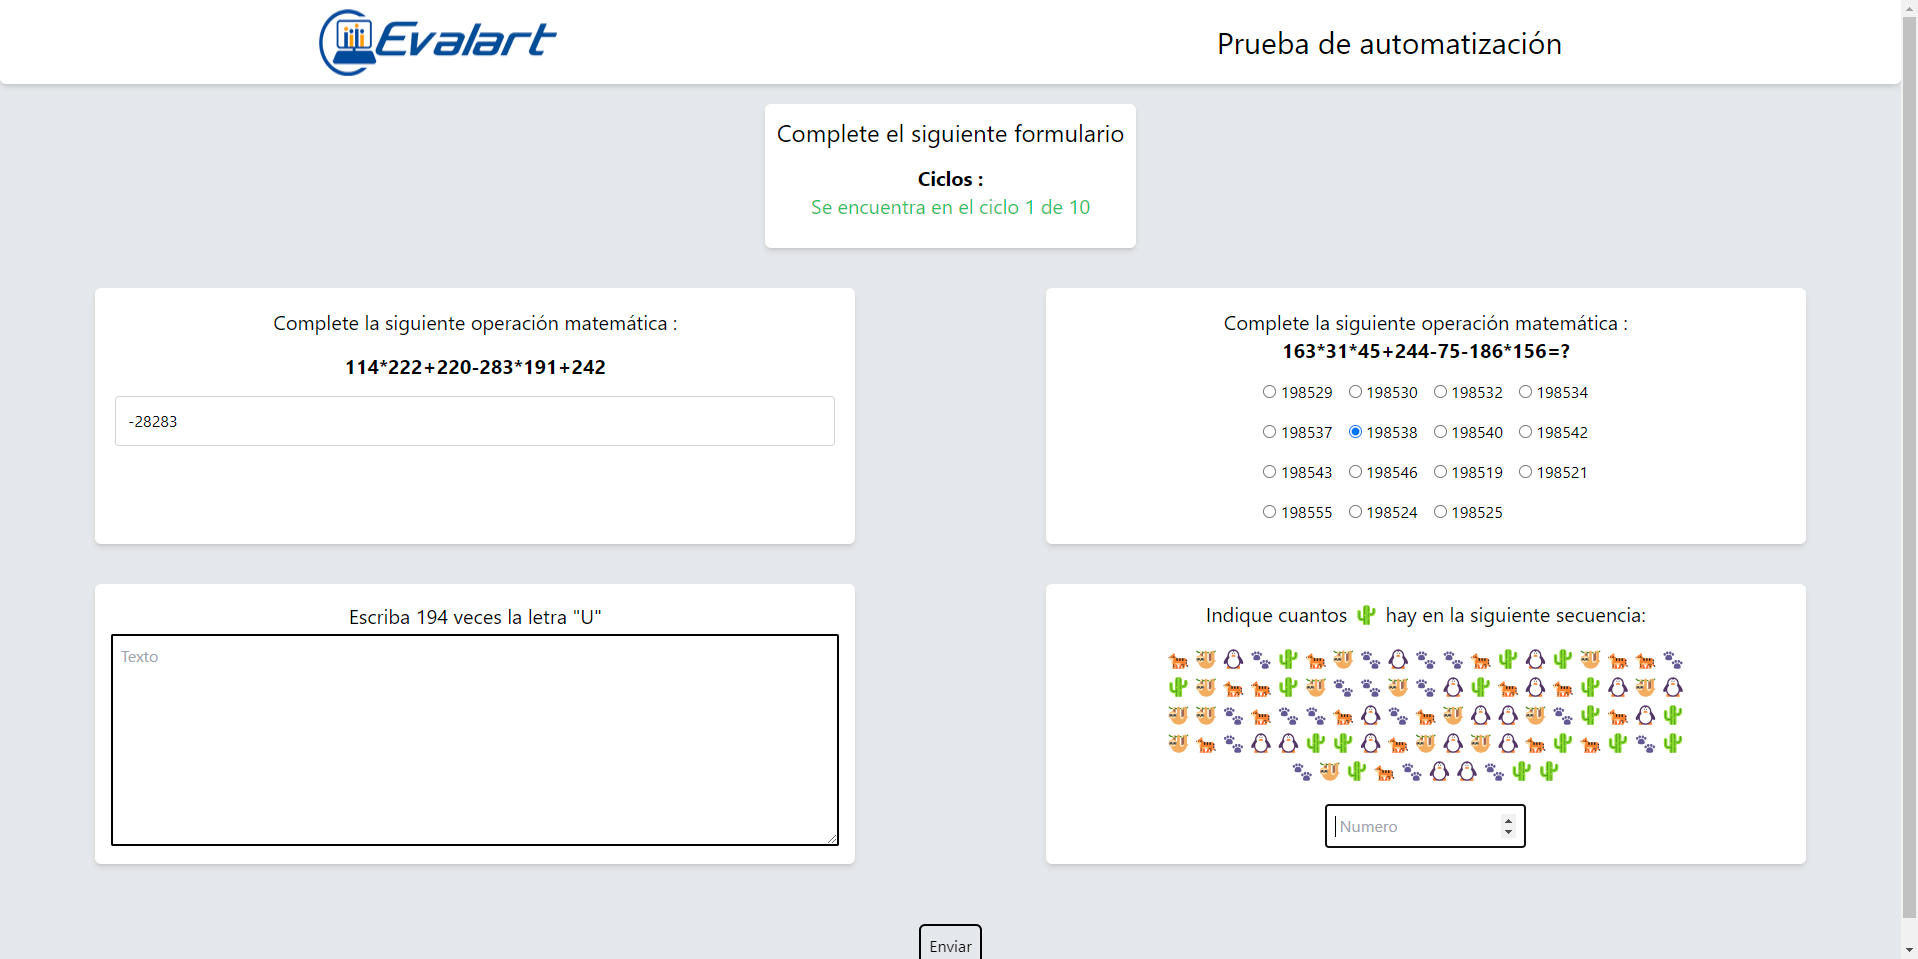 Evalart
Prueba de automatización
Complete el siguiente formulario
Ciclos :
Se encuentra en el ciclo 1 de 10
Complete la siguiente operación matemática :
114*222+220-283*191+242
-28283
Complete la siguiente operación matemática :
163*31*45+244-75-186*156=?
198529 198530 198532 198534
198537 198538 198540 198542
198543 198546 198519 198521
198555 198524 198525
Escriba 194 veces la letra "U"
Texto
Indique cuantos 🌵 hay en la siguiente secuencia:
Numero
Enviar